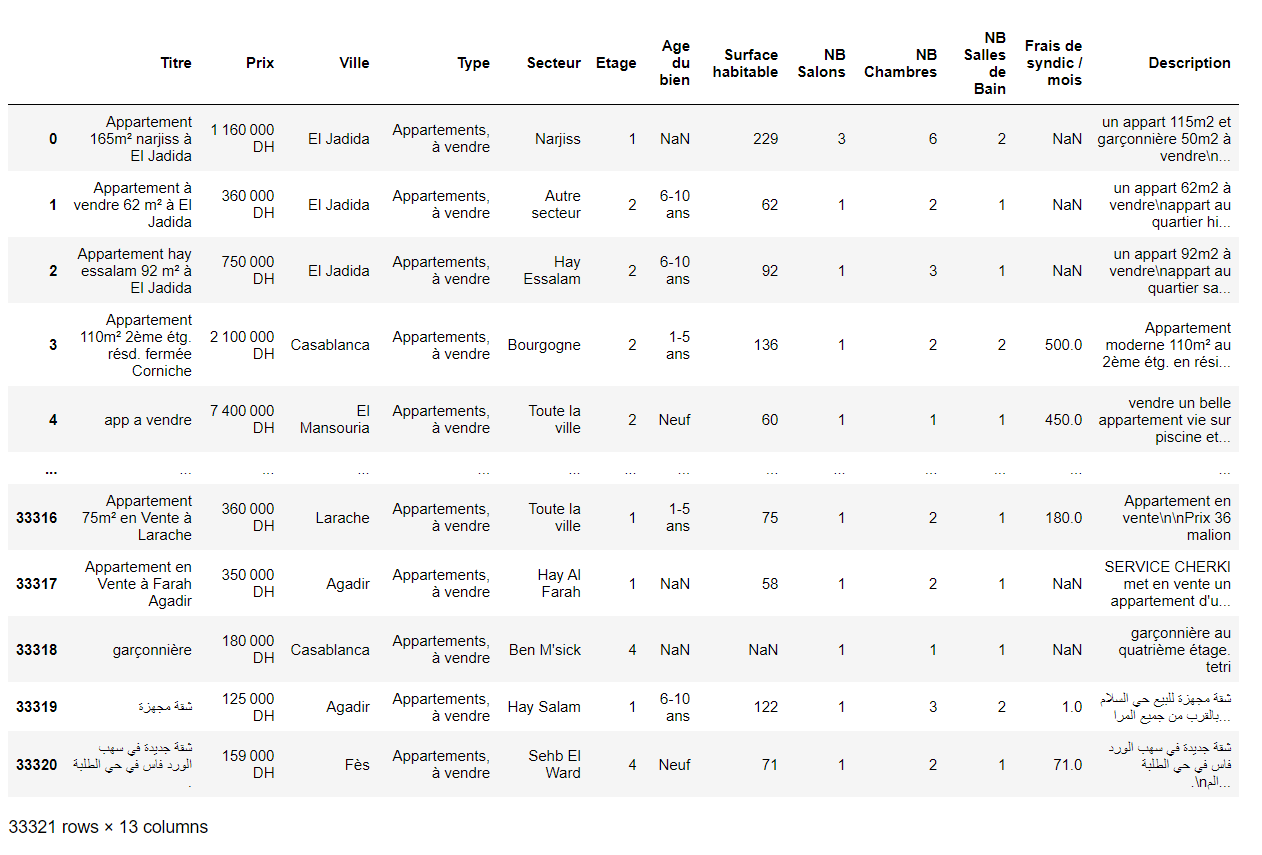 Titre Prix Ville Type Secteur Etage Age du bien Surface habitable NB Salons NB Chambres NB Salles de Bain Frais de syndic / mois Description
0 Appartement 165m² narjiss à El Jadida 1 160 000 DH El Jadida Appartements, à vendre Narjiss 1 NaN 229 3 6 2 NaN un appart 115m2 et garçonnière 50m2 à vendre\n...
1 Appartement à vendre 62 m² à El Jadida 360 000 DH El Jadida Appartements, à vendre Autre secteur 2 6-10 ans 62 1 2 1 NaN un appart 62m2 à vendre\nappart au quartier hi...
2 Appartement hay essalam 92 m² à El Jadida 750 000 DH El Jadida Appartements, à vendre Hay Essalam 2 6-10 ans 92 1 3 1 NaN un appart 92m2 à vendre\nappart au quartier sa...
3 Appartement 110m² 2ème étg. résd. fermée Corniche 2 100 000 DH Casablanca Appartements, à vendre Bourgogne 2 1-5 ans 136 1 2 2 500.0 Appartement moderne 110m² au 2ème étg. en rési...
4 app a vendre 7 400 000 DH El Mansouria Appartements, à vendre Toute la ville 2 Neuf 60 1 1 1 450.0 vendre un belle appartement vie sur piscine et...
... ... ... ... ... ... ... ... ... ... ... ... ... ...
33316 Appartement 75m² en Vente à Larache 360 000 DH Larache Appartements, à vendre Toute la ville 1 1-5 ans 75 1 2 1 180.0 Appartement en vente\n\nPrix 36 malion
33317 Appartement en Vente à Farah Agadir 350 000 DH Agadir Appartements, à vendre Hay Al Farah 1 NaN 58 1 2 1 NaN SERVICE CHERKI met en vente un appartement d'u...
33318 garçonnière 180 000 DH Casablanca Appartements, à vendre Ben M'sick 4 NaN NaN 1 1 1 NaN garçonnière au quatrième étage. tetri
33319 شقة مجهزة 125 000 DH Agadir Appartements, à vendre Hay Salam 1 6-10 ans 122 1 3 2 1.0 شقة مجهزة للبيع حي السلام بالقرب من جميع المرا...
33320 شقة جديدة في سهب الورد فاس في حي الطلبة . 159 000 DH Fès Appartements, à vendre Sehb El Ward 4 Neuf 71 1 2 1 71.0 شقة جديدة في سهب الورد فاس في حي الطلبة .\nالم...
33321 rows × 13 columns